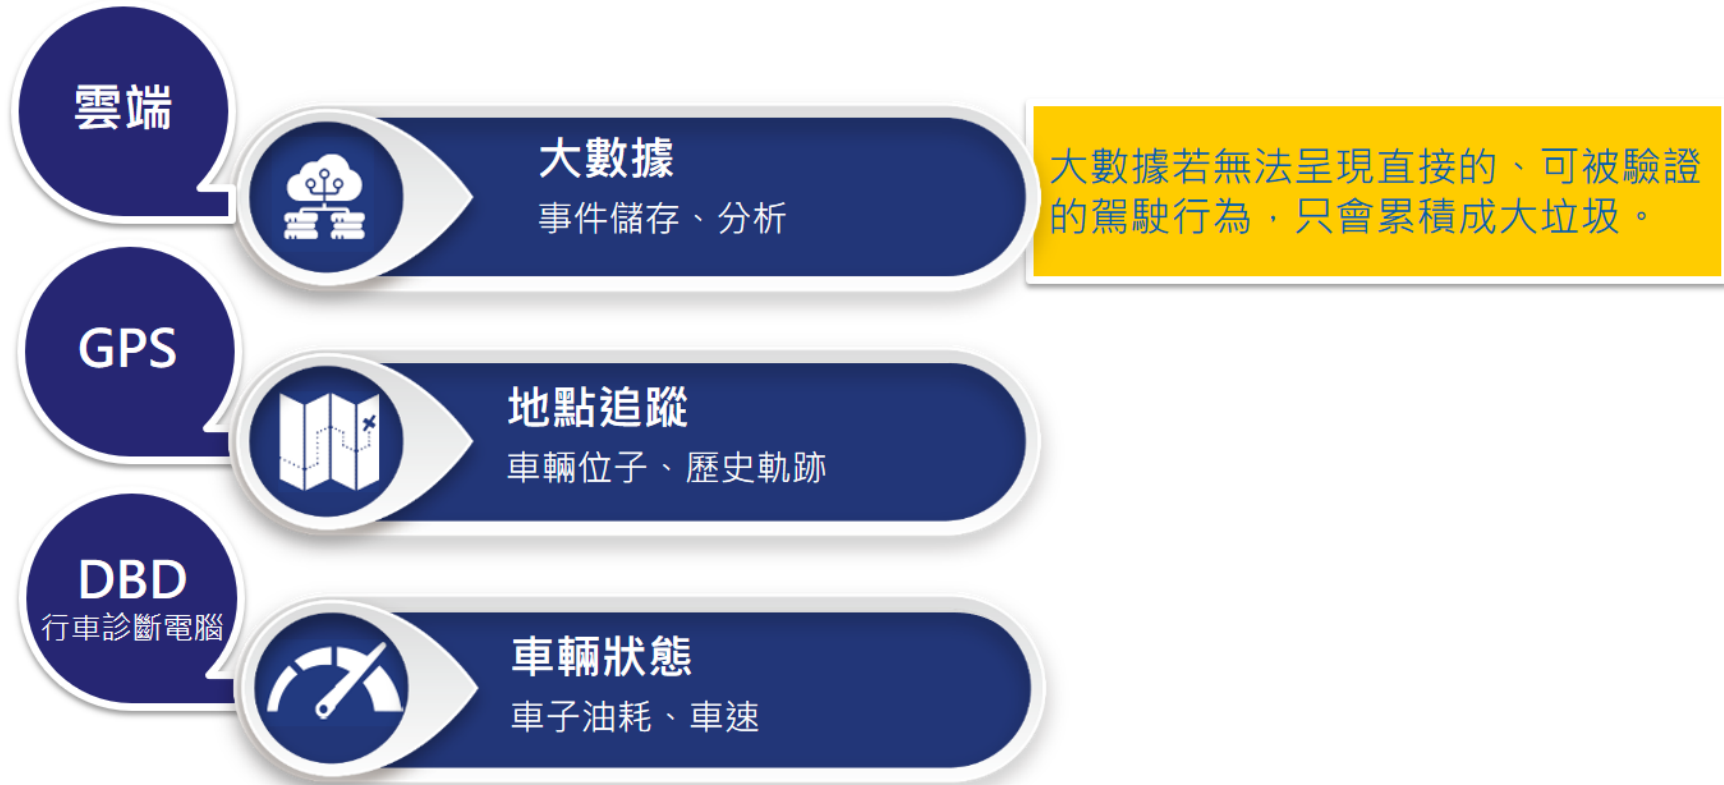 雲端
大數據
事件儲存、分析
大數據若無法呈現直接的、可被驗證
的駕駛行為，只會累積成大垃圾。
GPS
地點追蹤
車輛位子、歷史軌跡
DBD
行車診斷電腦
車輛狀態
車子油耗、車速